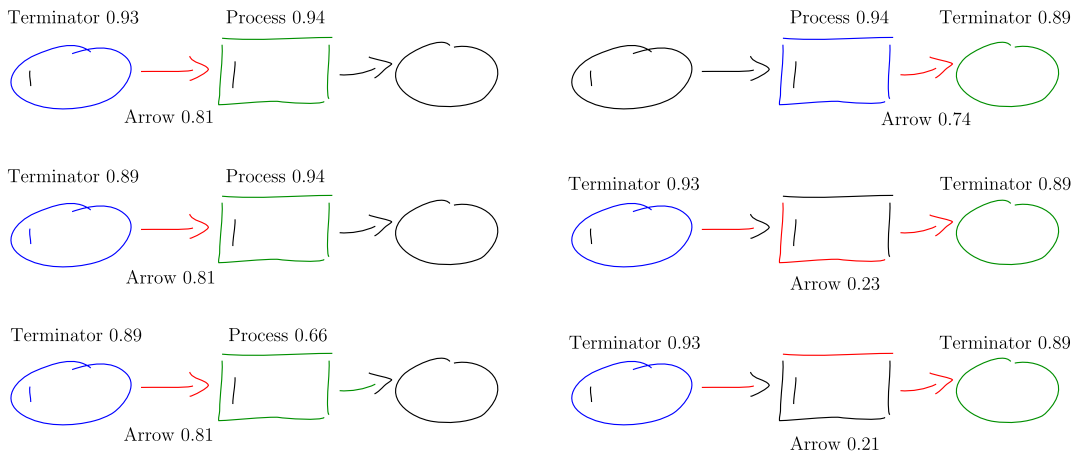 Terminator 0.93 Process 0.94
Arrow 0.81
Process 0.94 Terminator 0.89
Arrow 0.74
Terminator 0.89 Process 0.94
Arrow 0.81
Terminator 0.93 Terminator 0.89
Arrow 0.23
Terminator 0.89 Process 0.66
Arrow 0.81
Terminator 0.93 Terminator 0.89
Arrow 0.21